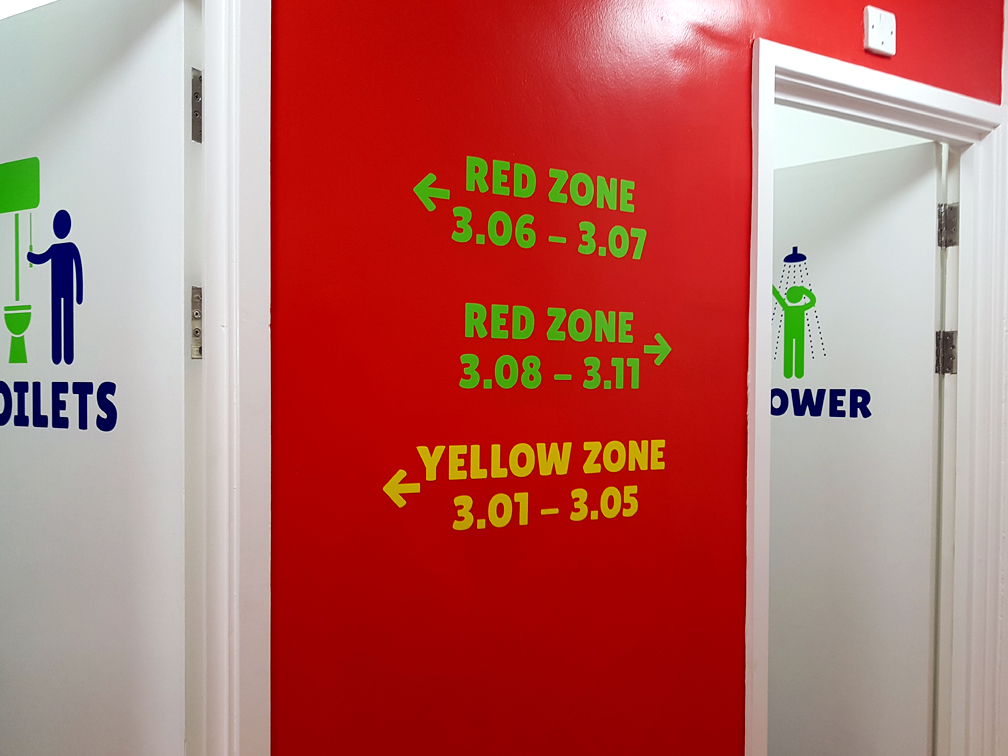 RED ZONE
3.06 – 3.07
RED ZONE
3.08 – 3.11
YELLOW ZONE
3.01 – 3.05
OILETS
OWER